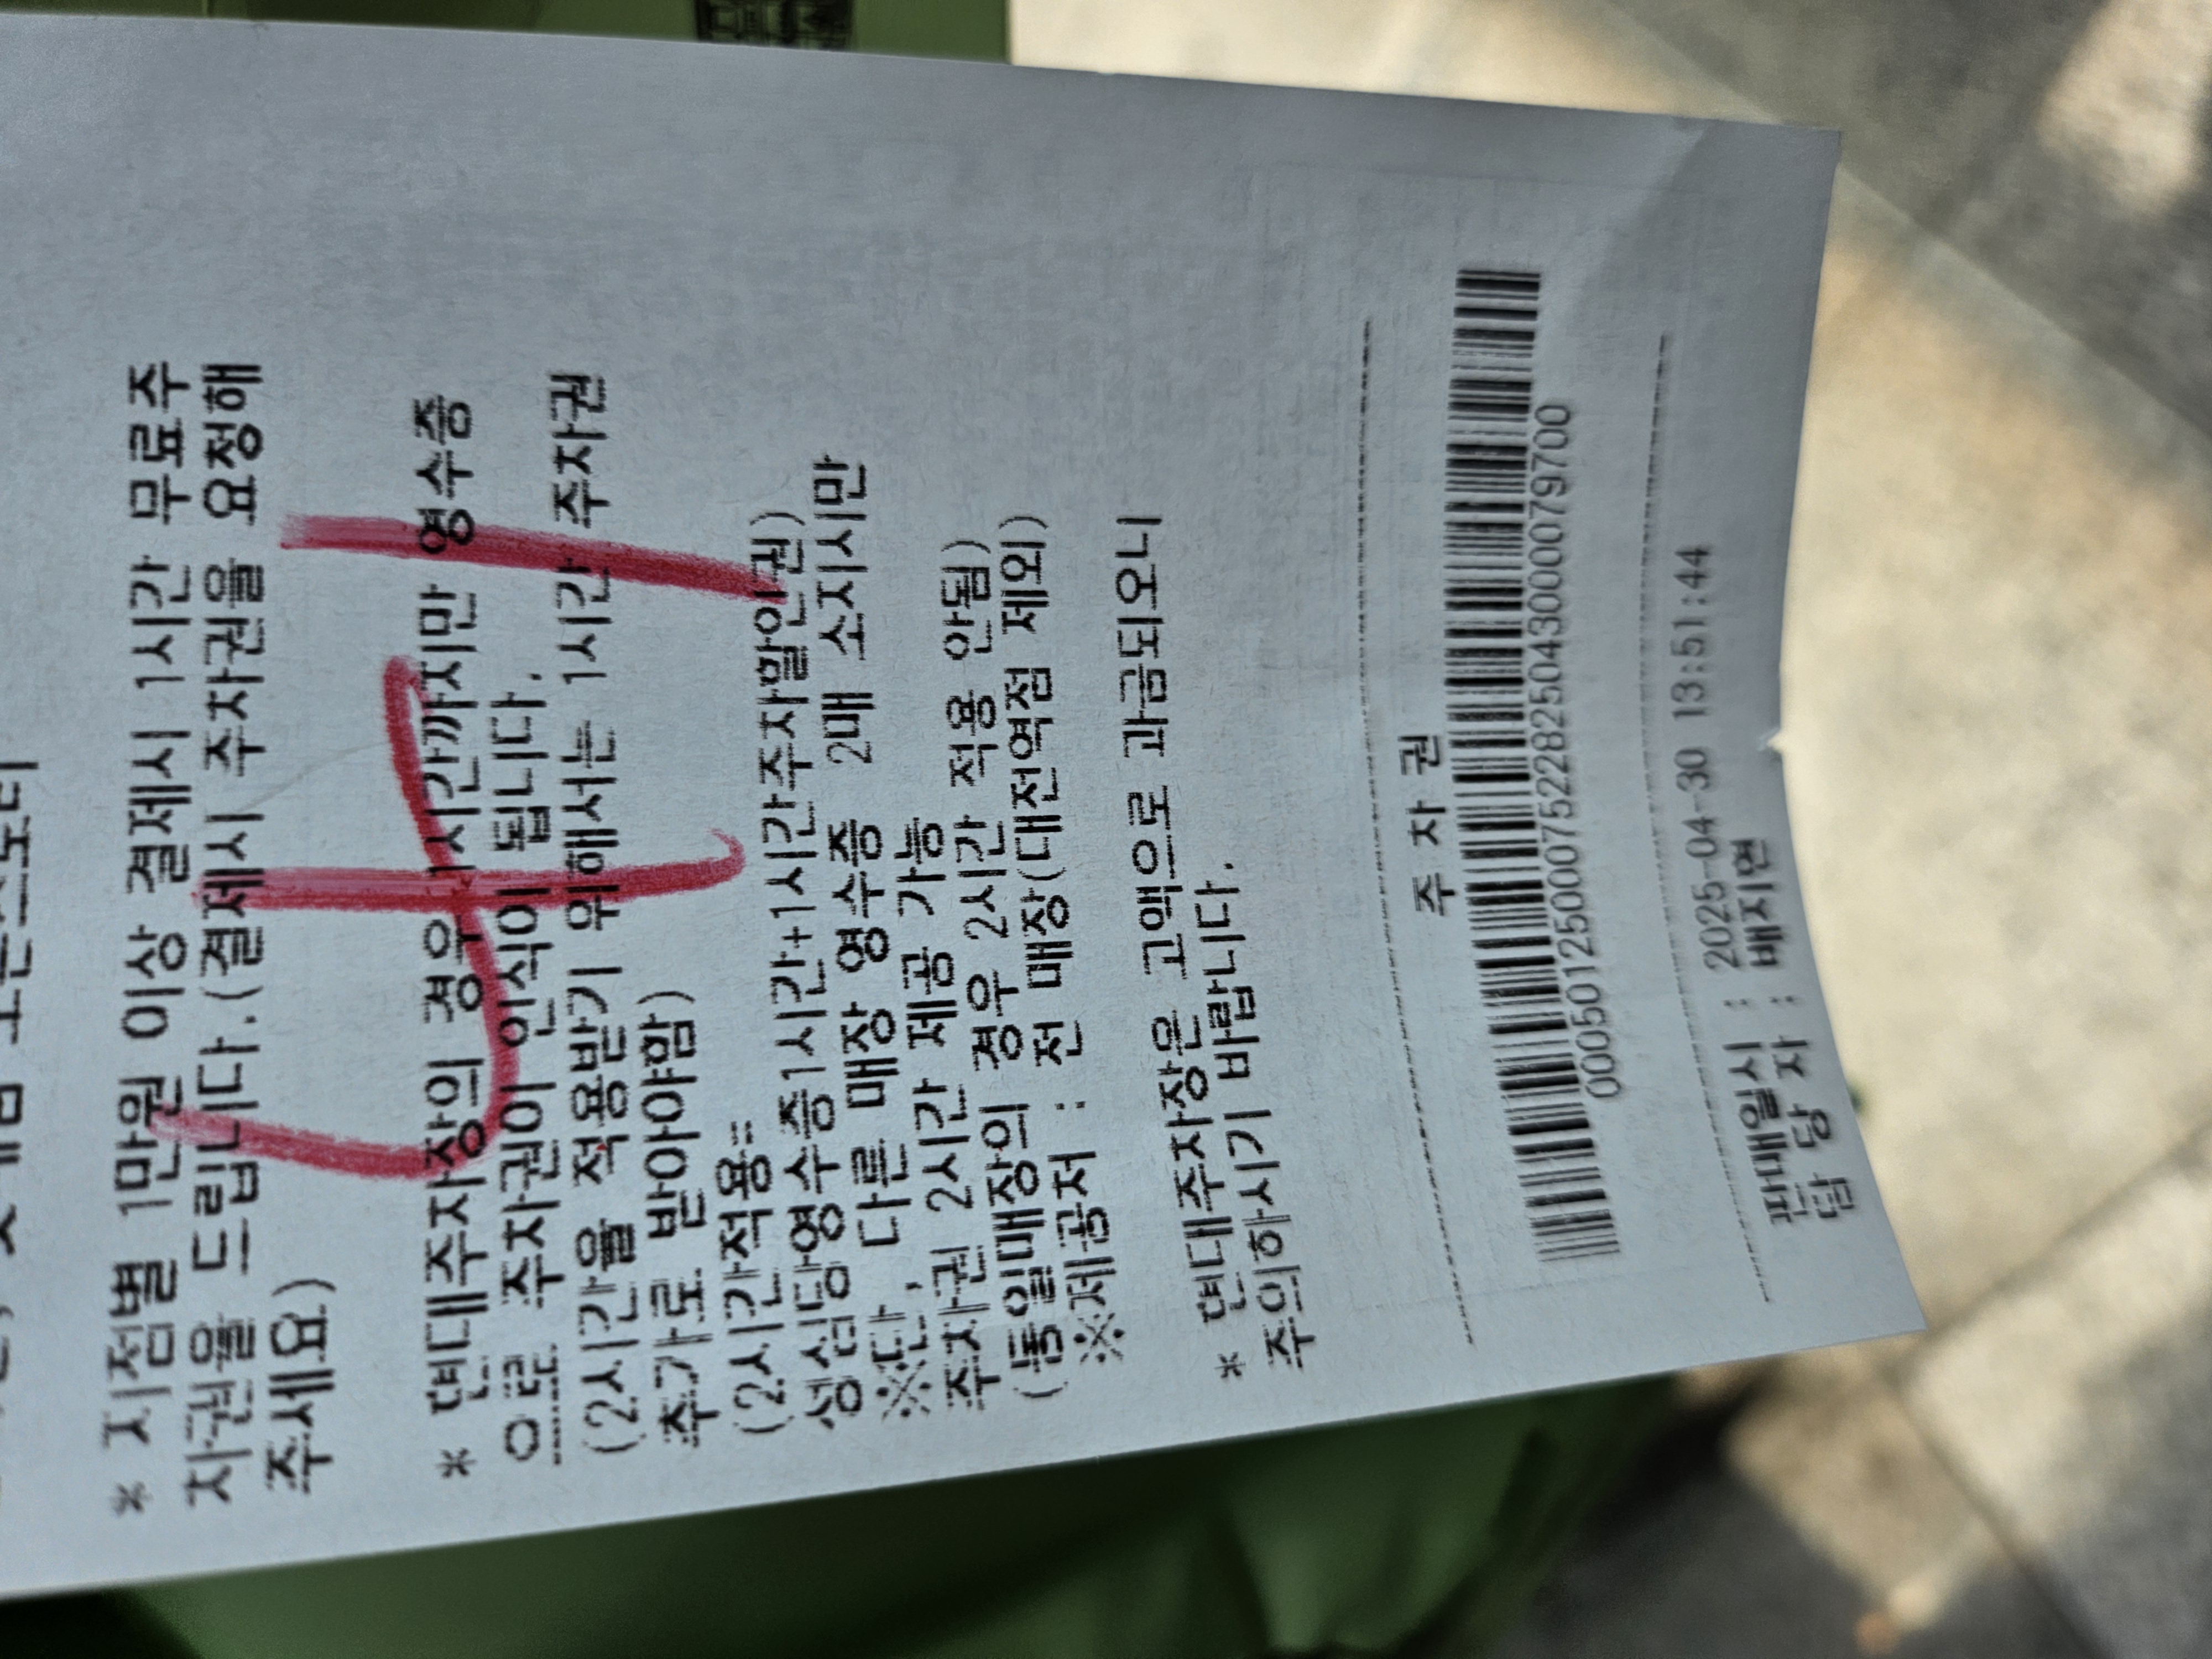 * 지점별 1만원 이상 결제시 1시간 무료주
차권을 드립니다.(결제시 주차권을 요청해
주세요)
* 면대주차장의 경우 1시간까지만 영수증
으로 주차권이 인식이 됩니다.
(2시간을 적용받기 위해서는 1시간 주차권
추가로 받아야함)
(2시간적용=
성심당영수증1시간+1시간주차할인권)
※단, 다른 매장 영수증 2매 소지시만
주차권 2시간 제공 가능
(동일매장의 경우 2시간 적용 안됨)
※제공처 : 전 매장(대전역점 제외)
* 면대주차장은 고액으로 과금되오니
주의하시기 바랍니다.
주 차 권
000501250007522825043000079700
판매일시 : 2025-04-30 13:51:44
담 당 자 : 배지현